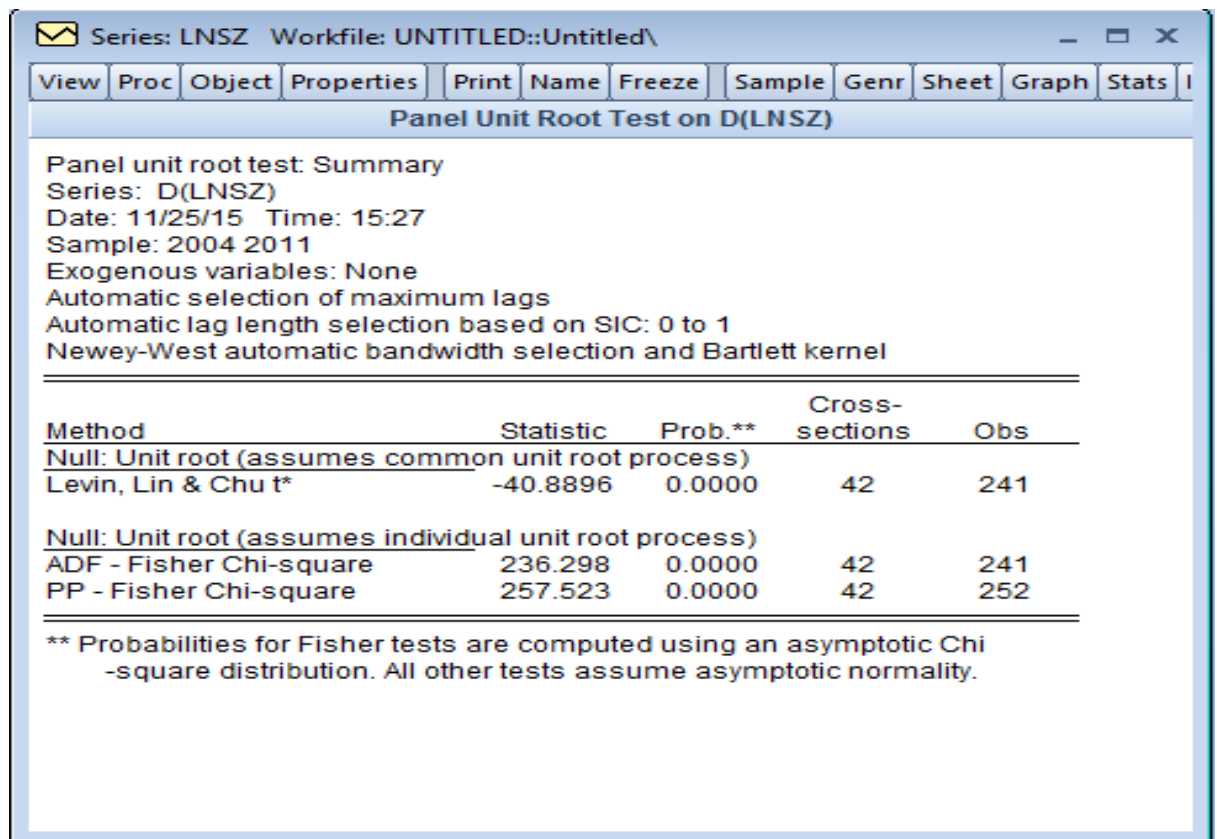 Series: LNSZ Workfile: UNTITLED::Untitled\
View Proc Object Properties Print Name Freeze Sample Genr Sheet Graph Stats
Panel Unit Root Test on D(LNSZ)
Panel unit root test: Summary
Series: D(LNSZ)
Date: 11/25/15 Time: 15:27
Sample: 2004 2011
Exogenous variables: None
Automatic selection of maximum lags
Automatic lag length selection based on SIC: 0 to 1
Newey-West automatic bandwidth selection and Bartlett kernel
Cross-
Method Statistic Prob.** sections Obs
Null: Unit root (assumes common unit root process)
Levin, Lin & Chu t* -40.8896 0.0000 42 241
Null: Unit root (assumes individual unit root process)
ADF - Fisher Chi-square 236.298 0.0000 42 241
PP - Fisher Chi-square 257.523 0.0000 42 252
** Probabilities for Fisher tests are computed using an asymptotic Chi
-square distribution. All other tests assume asymptotic normality.